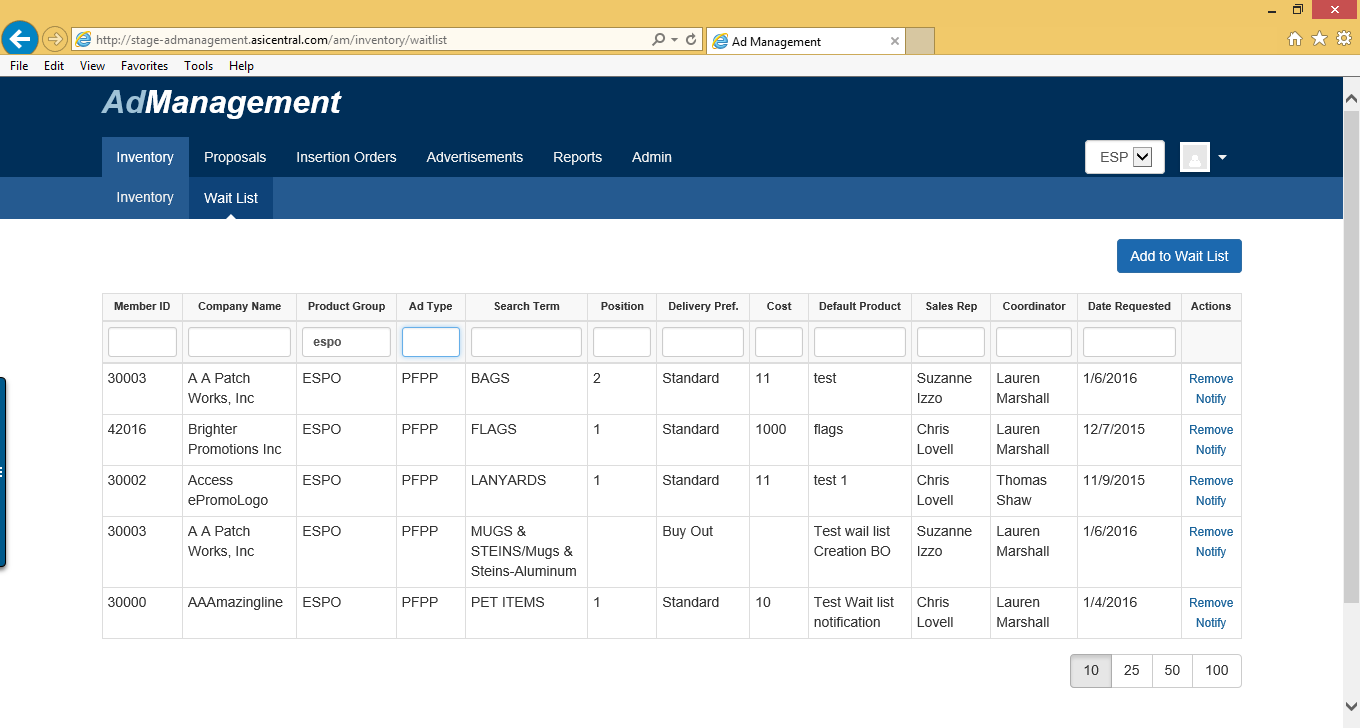 http://stage-admanagement.asicentral.com/am/inventory/waitlist
Ad Management
File Edit View Favorites Tools Help
AdManagement
Inventory Proposals Insertion Orders Advertisements Reports Admin
ESP
Inventory Wait List
Add to Wait List
Member ID Company Name Product Group Ad Type Search Term Position Delivery Pref. Cost Default Product Sales Rep Coordinator Date Requested Actions
espo
30003 A A Patch ESPO PFPP BAGS 2 Standard 11 test Suzanne Lauren 1/6/2016 Remove
Works, Inc Izzo Marshall Notify
42016 Brighter ESPO PFPP FLAGS 1 Standard 1000 flags Chris Lauren 12/7/2015 Remove
Promotions Inc Lovell Marshall Notify
30002 Access ESPO PFPP LANYARDS 1 Standard 11 test 1 Chris Thomas 11/9/2015 Remove
ePromoLogo Lovell Shaw Notify
30003 A A Patch ESPO PFPP MUGS & Buy Out Test wail list Suzanne Lauren 1/6/2016 Remove
Works, Inc STEINS/Mugs & Creation BO Izzo Marshall Notify
Steins-Aluminum
30000 AAAmazingline ESPO PFPP PET ITEMS 1 Standard 10 Test Wait list Chris Lauren 1/4/2016 Remove
notification Lovell Marshall Notify
10 25 50 100